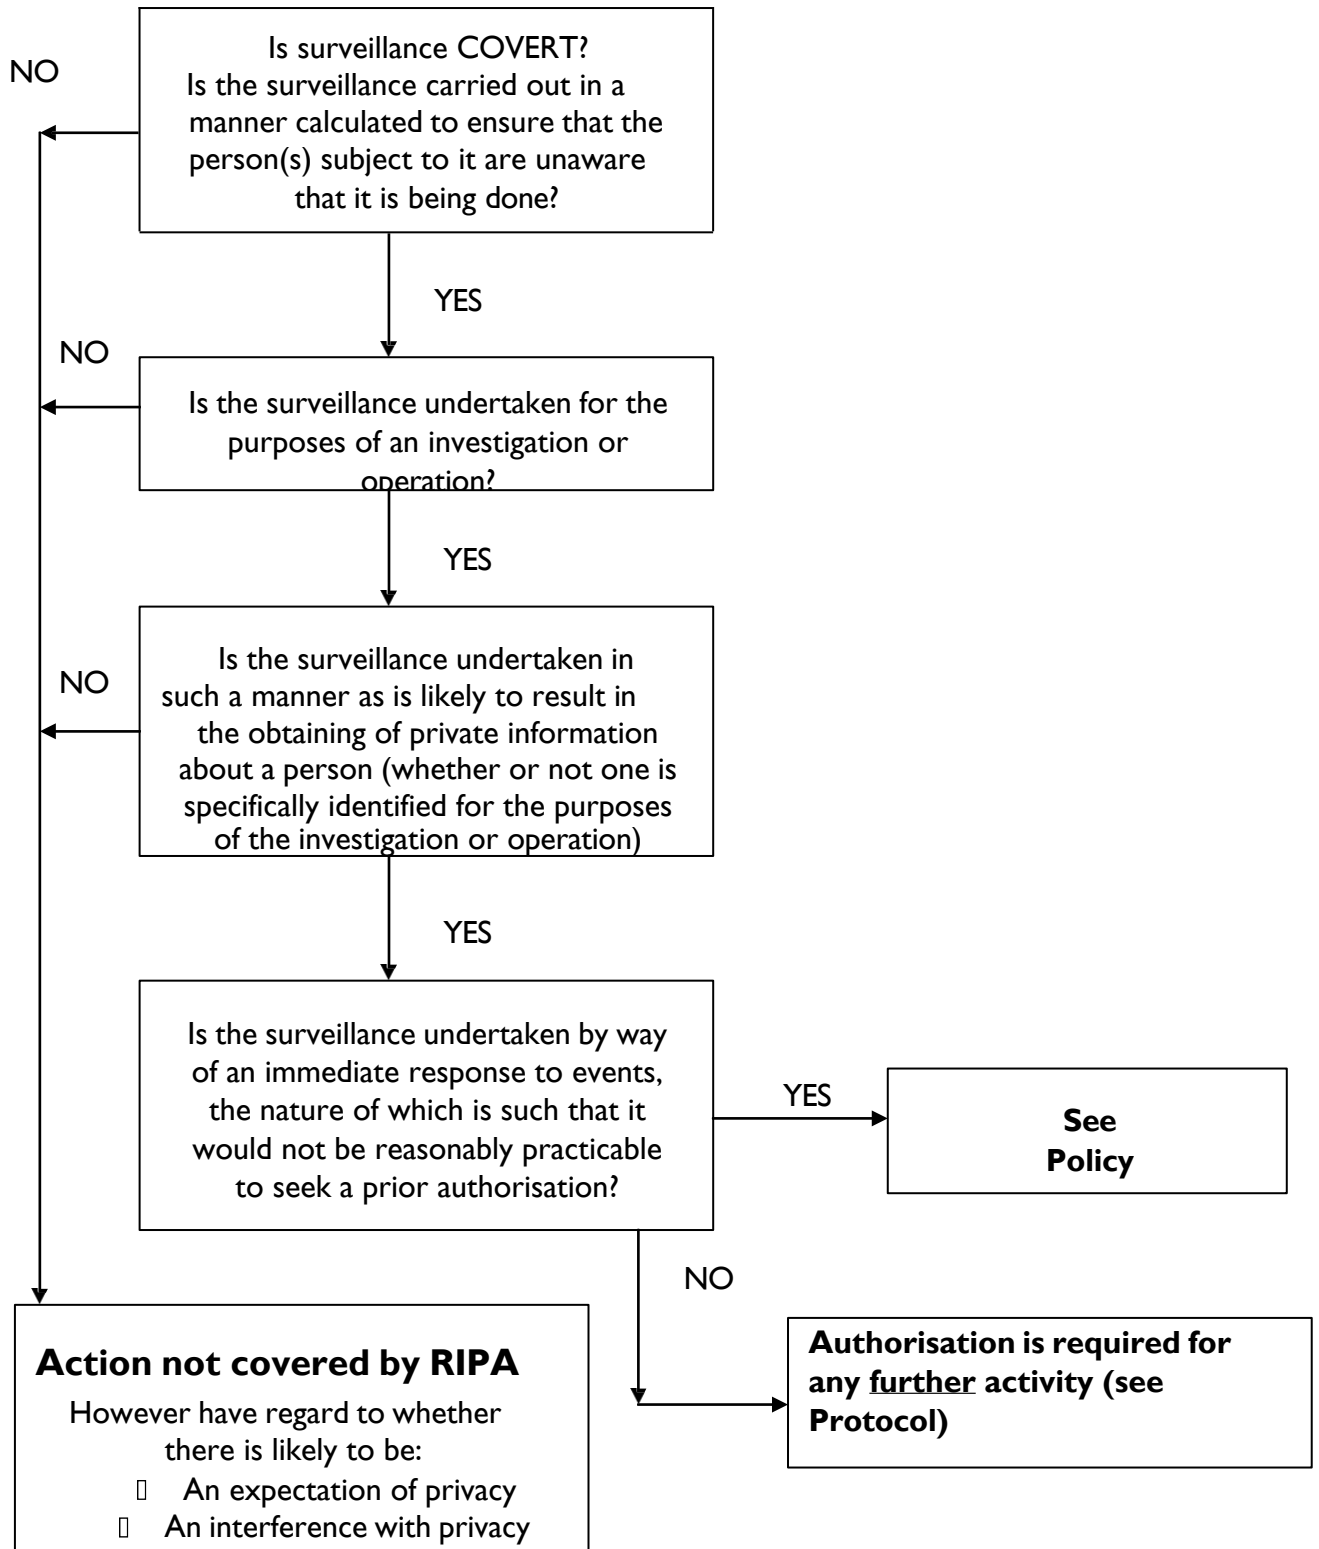 Is surveillance COVERT?
NO
Is the surveillance carried out in a
manner calculated to ensure that the
person(s) subject to it are unaware
that it is being done?
YES
NO
Is the surveillance undertaken for the
purposes of an investigation or
operation?
YES
Is the surveillance undertaken in
NO
such a manner as is likely to result in
the obtaining of private information
about a person (whether or not one is
specifically identified for the purposes
of the investigation or operation)
YES
Is the surveillance undertaken by way
of an immediate response to events,
the nature of which is such that it
would not be reasonably practicable
to seek a prior authorisation?
YES
See
Policy
NO
Authorisation is required for
any further activity (see
Protocol)
Action not covered by RIPA
However have regard to whether
there is likely to be:
▯ An expectation of privacy
▯ An interference with privacy